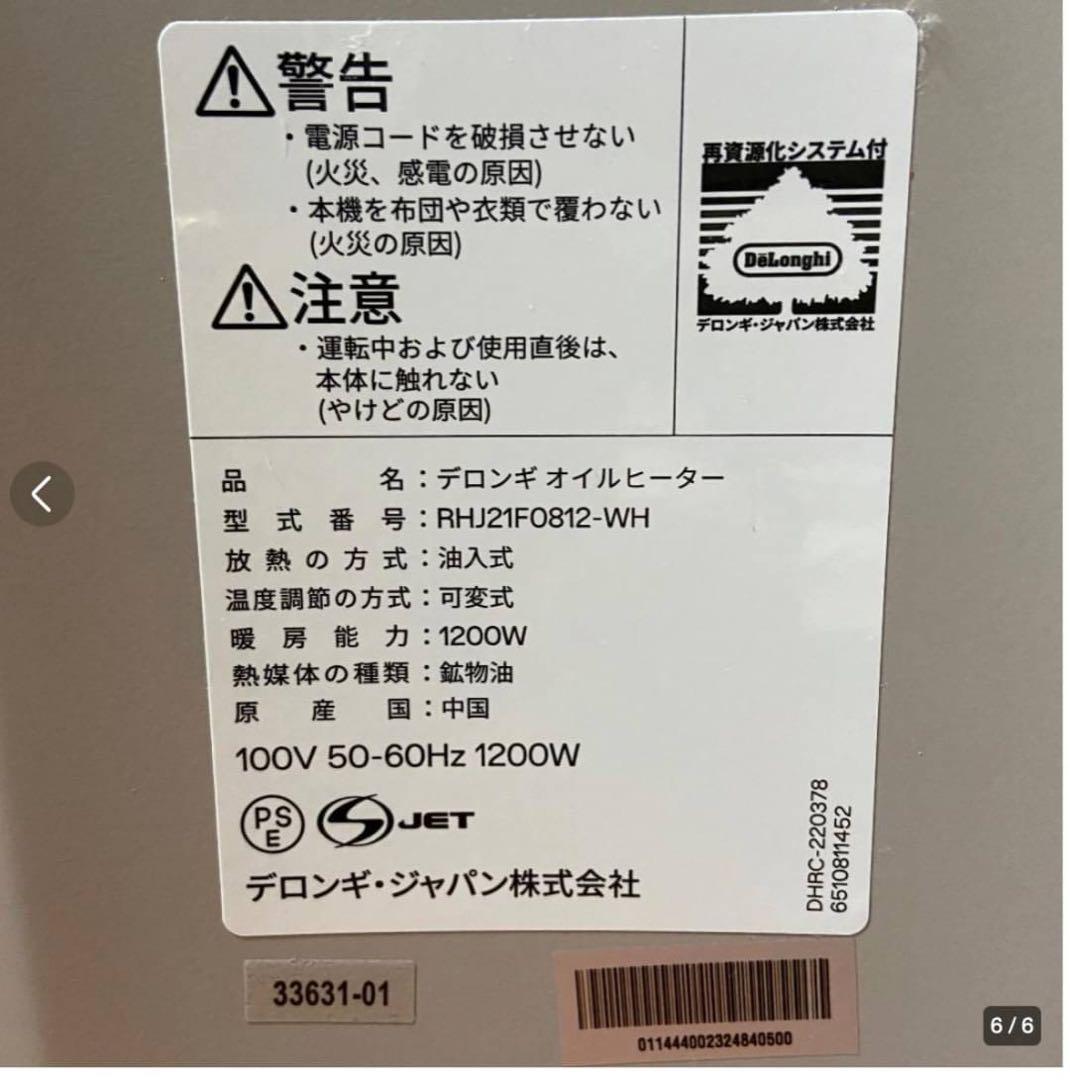 警告
・電源コードを破損させない
(火災、感電の原因)
・本機を布団や衣類で覆わない
(火災の原因)
注意
・運転中および使用直後は、
本体に触れない
(やけどの原因)
再資源化システム付
DēLonghi
デロンギ・ジャパン株式会社
品名：デロンギ オイルヒーター
型式番号：RHJ21F0812-WH
放熱の方式：油入式
温度調節の方式：可変式
暖房能力：1200W
熱媒体の種類：鉱物油
原産国：中国
100V 50-60Hz 1200W
PSE
JET
デロンギ・ジャパン株式会社
DHRC-220378
6510811452
33631-01
011444002324840500
6/6